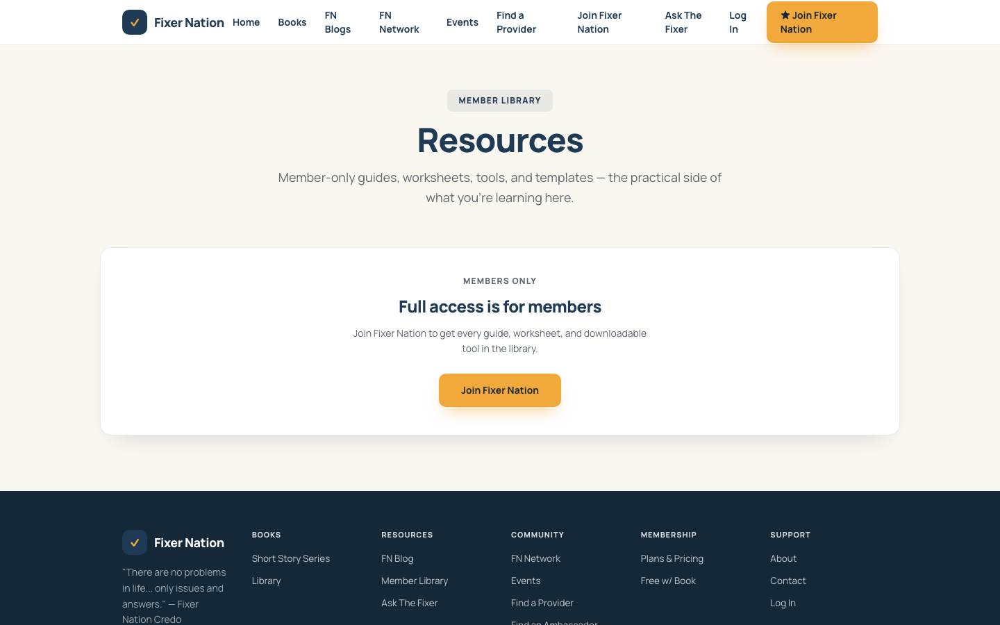 Fixer Nation
Home
Books
FN
Blogs
FN
Network
Events
Find a
Provider
Join Fixer
Nation
Ask The
Fixer
Log
In
★ Join Fixer
Nation
MEMBER LIBRARY
Resources
Member-only guides, worksheets, tools, and templates — the practical side of
what you're learning here.
MEMBERS ONLY
Full access is for members
Join Fixer Nation to get every guide, worksheet, and downloadable
tool in the library.
Join Fixer Nation
Fixer Nation
"There are no problems
in life... only issues and
answers." — Fixer
Nation Credo
BOOKS
Short Story Series
Library
RESOURCES
FN Blog
Member Library
Ask The Fixer
COMMUNITY
FN Network
Events
Find a Provider
Find an Ambassador
MEMBERSHIP
Plans & Pricing
Free w/ Book
SUPPORT
About
Contact
Log In